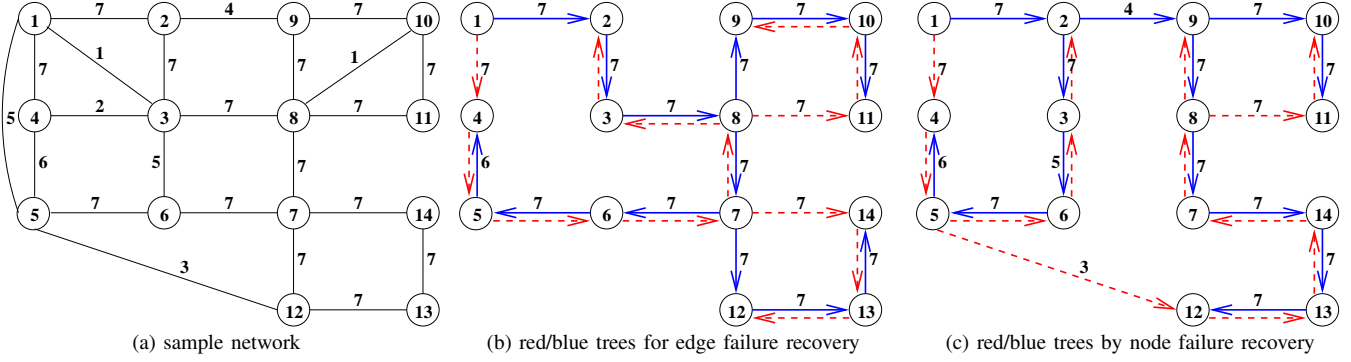 1 7 2 4 9 7 10
1 1
7 7 7 7
5 4 2 3 7 8 7 11
6 5 7
5 7 6 7 7 7 14
3 7 7
12 7 13
(a) sample network
1 7 2 9 7 10
7 7 7 7
4 3 7 8 7 11
6 7
5 7 6 7 7 7 14
7 7
12 7 13
(b) red/blue trees for edge failure recovery
1 7 2 4 9 7 10
7 7 7 7
4 3 8 7 11
6 5 7
5 7 6 7 7 14
3 7
12 7 13
(c) red/blue trees by node failure recovery